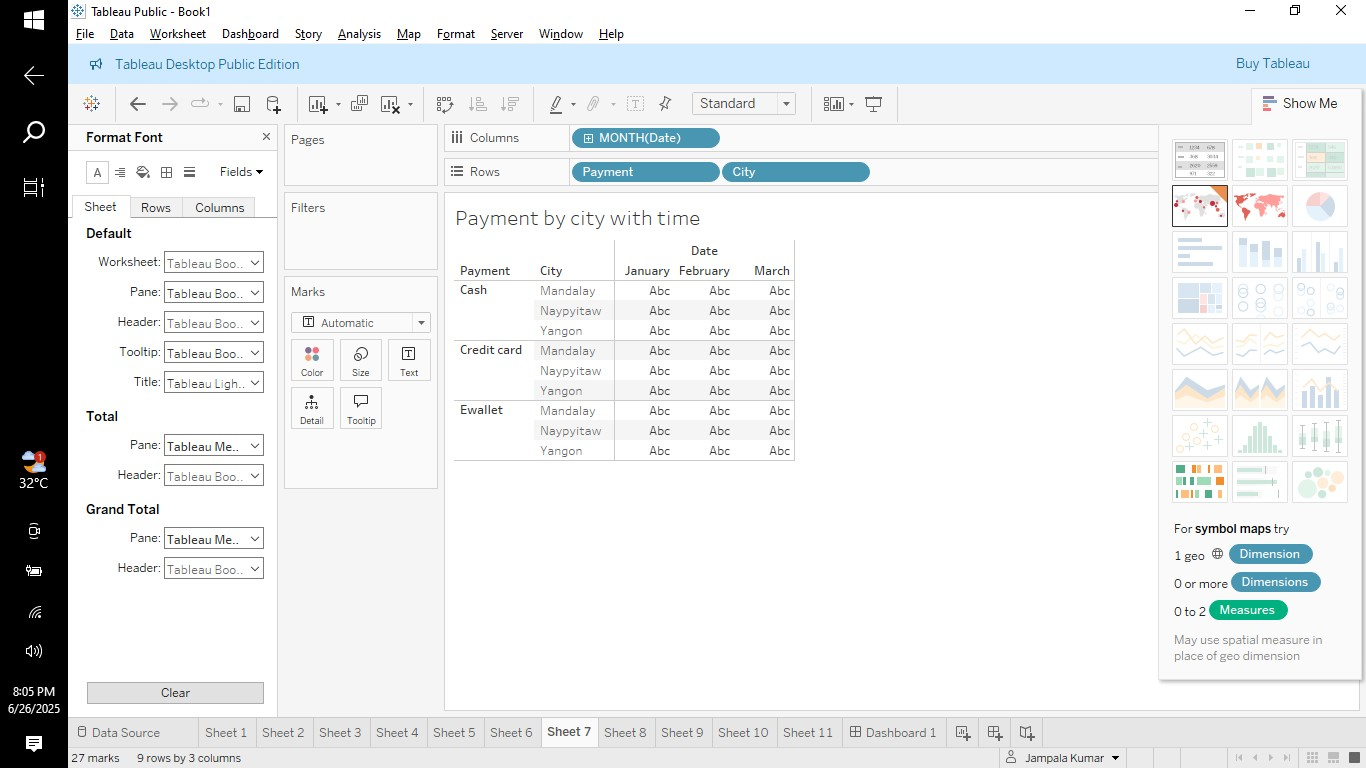 Tableau Public - Book1
File Data Worksheet Dashboard Story Analysis Map Format Server Window Help
Tableau Desktop Public Edition
Buy Tableau
Standard
Show Me
Format Font
Fields
Sheet Rows Columns
Default
Worksheet: Tableau Boo..
Pane: Tableau Boo..
Header: Tableau Boo..
Tooltip: Tableau Boo..
Title: Tableau Ligh..
Total
Pane: Tableau Me..
Header: Tableau Boo..
Grand Total
Pane: Tableau Me..
Header: Tableau Boo..
Clear
Pages
Filters
Marks
Automatic
Color Size Text
Detail Tooltip
Columns MONTH(Date)
Rows Payment City
Payment by city with time
Date
Payment City January February March
Cash Mandalay Abc Abc Abc
Naypyitaw Abc Abc Abc
Yangon Abc Abc Abc
Credit card Mandalay Abc Abc Abc
Naypyitaw Abc Abc Abc
Yangon Abc Abc Abc
Ewallet Mandalay Abc Abc Abc
Naypyitaw Abc Abc Abc
Yangon Abc Abc Abc
For symbol maps try
1 geo Dimension
0 or more Dimensions
0 to 2 Measures
May use spatial measure in
place of geo dimension
1
32°C
8:05 PM
6/26/2025
Data Source Sheet 1 Sheet 2 Sheet 3 Sheet 4 Sheet 5 Sheet 6 Sheet 7 Sheet 8 Sheet 9 Sheet 10 Sheet 11 Dashboard 1
27 marks 9 rows by 3 columns
Jampala Kumar